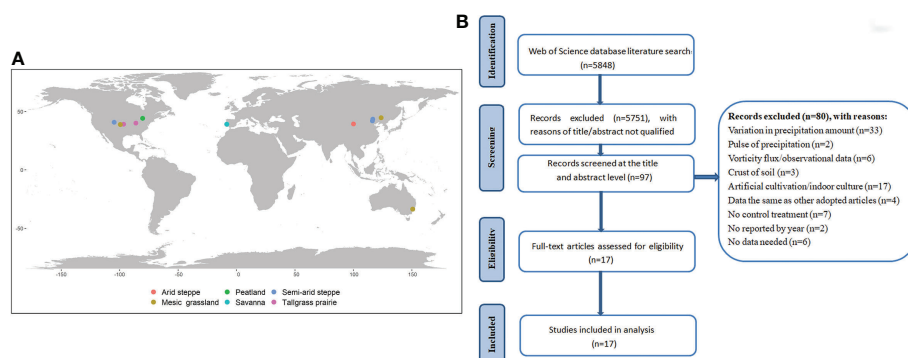 A
50
0
-50
-150
-100
-50
0
50
100
150
Arid steppe
Peatland
Semi-arid steppe
Mesic grassland
Savanna
Tallgrass prairie
B
Identification
Web of Science database literature search:
(n=5848)
Screening
Records excluded (n=5751), with
reasons of title/abstract not qualified
Records screened at the title
and abstract level (n=97)
Records excluded (n=80), with reasons:
Variation in precipitation amount (n=33)
Pulse of precipitation (n=2)
Vorticity flux/observational data (n=6)
Crust of soil (n=3)
Artificial cultivation/indoor culture (n=17)
Data the same as other adopted articles (n=4)
No control treatment (n=7)
No reported by year (n=2)
No data needed (n=6)
Eligibility
Full-text articles assessed for eligibility
(n=17)
Included
Studies included in analysis
(n=17)